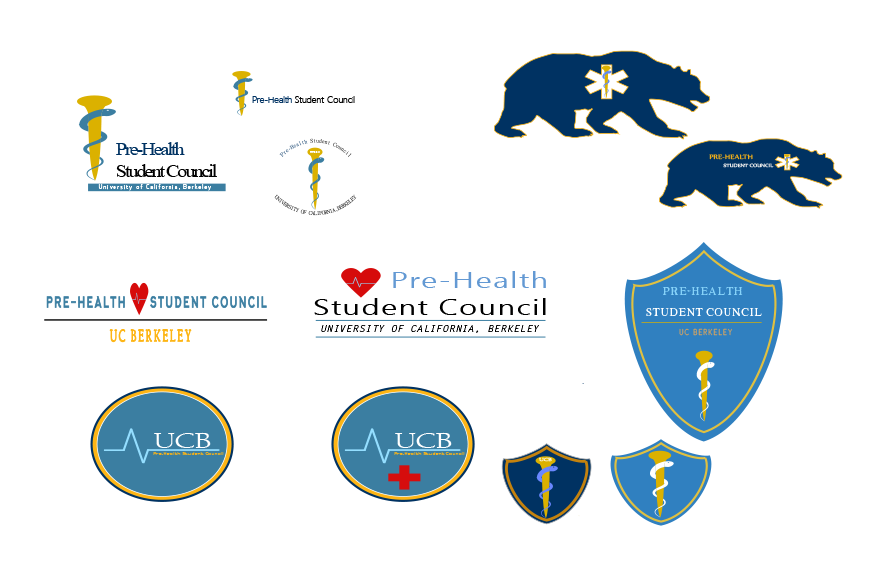 Pre-Health Student Council
Pre-Health
Student Council
University of California, Berkeley
Pre-Health Student Council
UNIVERSITY OF CALIFORNIA, BERKELEY
PRE-HEALTH
STUDENT COUNCIL
PRE-HEALTH STUDENT COUNCIL
UC BERKELEY
Pre-Health
Student Council
UNIVERSITY OF CALIFORNIA, BERKELEY
PRE-HEALTH
STUDENT COUNCIL
UC BERKELEY
UCB
Pre-Health Student Council
UCB
Pre-Health Student Council